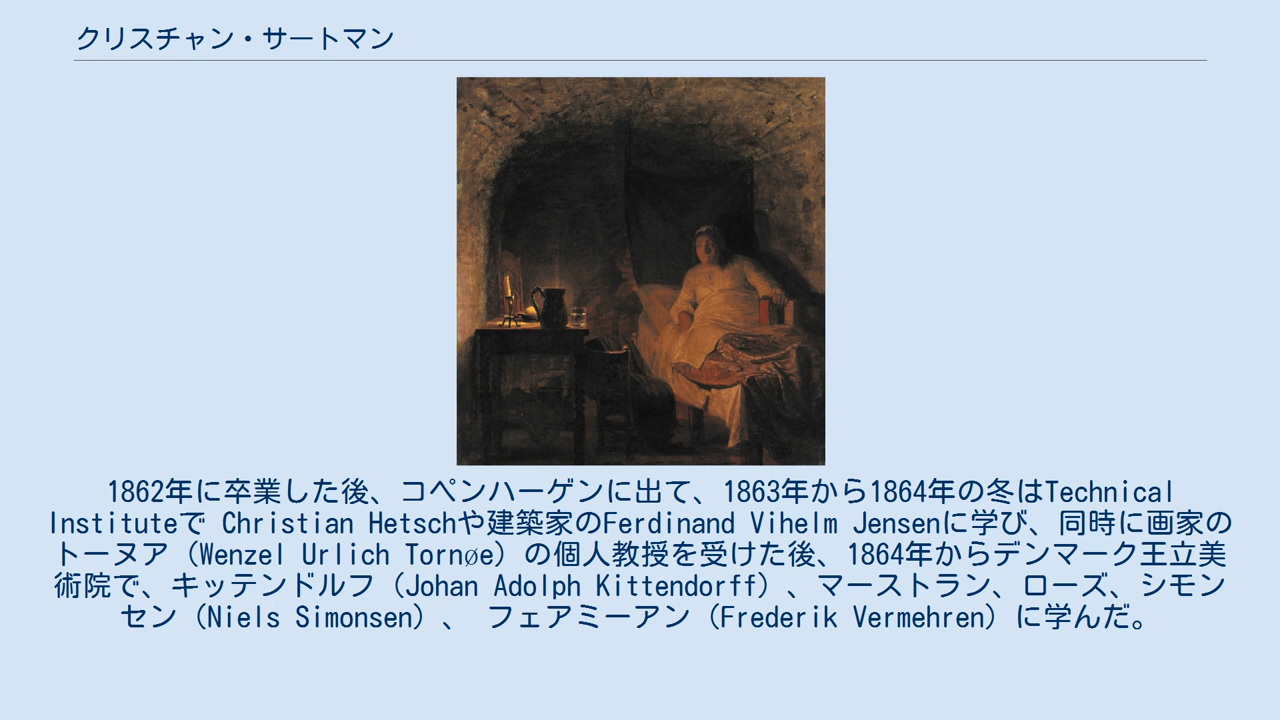 クリスチャン・サートマン
1862年に卒業した後、コペンハーゲンに出て、1863年から1864年の冬はTechnical
Instituteで Christian Hetschや建築家のFerdinand Vihelm Jensenに学び、同時に画家の
トーヌア（Wenzel Urlich Tornøe）の個人教授を受けた後、1864年からデンマーク王立美
術院で、キッテンドルフ（Johan Adolph Kittendorff）、マーストラン、ローズ、シモン
セン（Niels Simonsen）、 フェアミーアン（Frederik Vermehren）に学んだ。